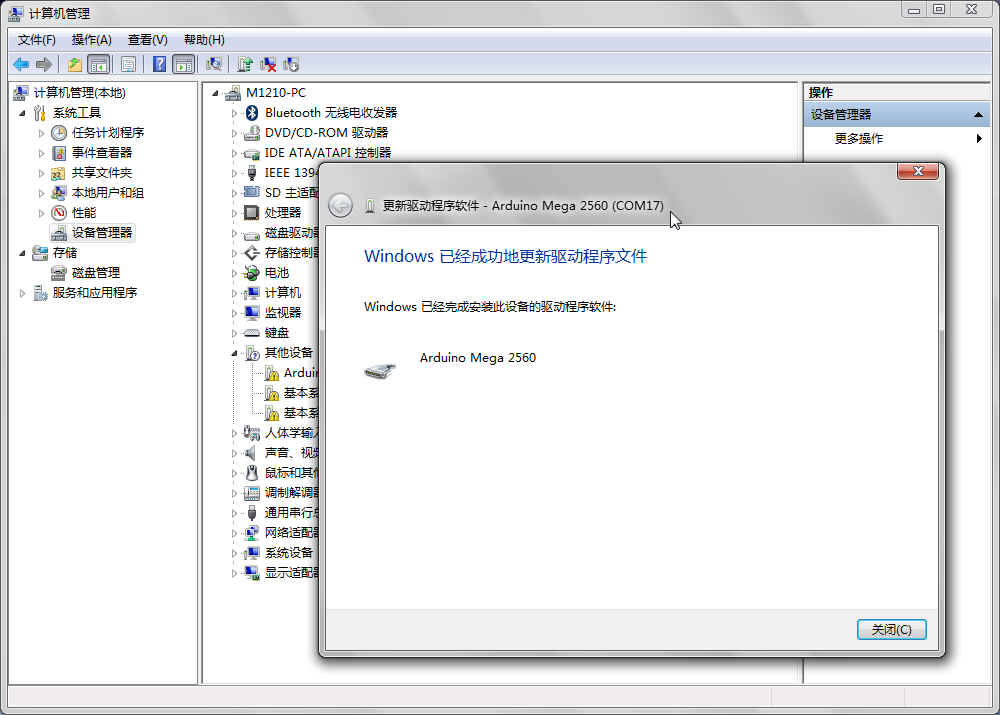 计算机管理
文件(F) 操作(A) 查看(V) 帮助(H)
计算机管理(本地)
系统工具
任务计划程序
事件查看器
共享文件夹
本地用户和组
性能
设备管理器
存储
磁盘管理
服务和应用程序
M1210-PC
Bluetooth 无线电收发器
DVD/CD-ROM 驱动器
IDE ATA/ATAPI 控制器
IEEE 1394
SD 主适配
处理器
磁盘驱动器
存储控制器
电池
计算机
监视器
键盘
其他设备
Arduin
基本系
基本系
人体学输入
声音、视频
鼠标和其他
调制解调器
通用串行总
网络适配器
系统设备
显示适配器
操作
设备管理器
更多操作
更新驱动程序软件 - Arduino Mega 2560 (COM17)
Windows 已经成功地更新驱动程序文件
Windows 已经完成安装此设备的驱动程序软件:
Arduino Mega 2560
关闭(C)